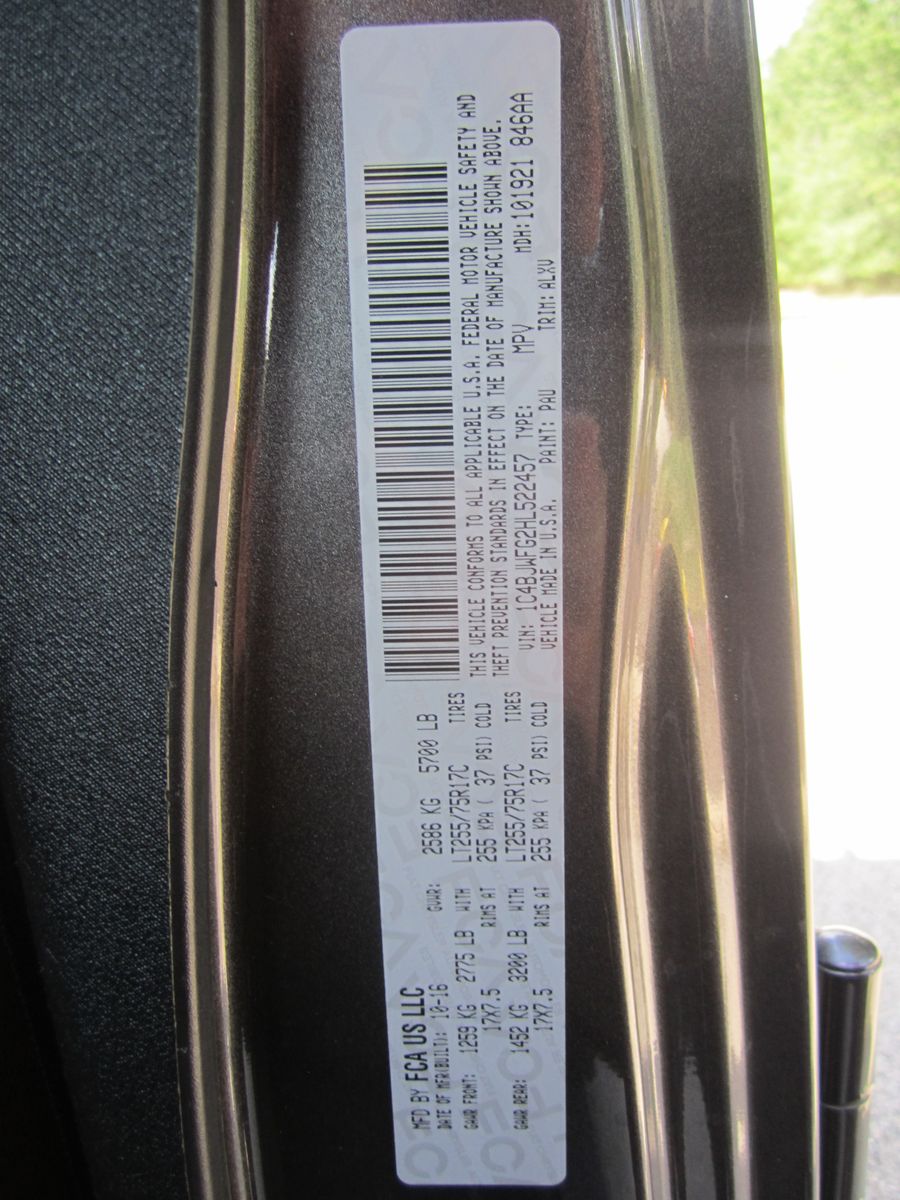 MFD BY FCA US LLC
DATE OF MFR(BUILT): 10-16 GVWR: 2586 KG 5700 LB
GAWR FRONT: 1259 KG 2775 LB WITH LT255/75R17C TIRES
17X7.5 RIMS AT 255 KPA ( 37 PSI) COLD
GAWR REAR: 1452 KG 3200 LB WITH LT255/75R17C TIRES
17X7.5 RIMS AT 255 KPA ( 37 PSI) COLD
THIS VEHICLE CONFORMS TO ALL APPLICABLE U.S.A. FEDERAL MOTOR VEHICLE SAFETY AND
THEFT PREVENTION STANDARDS IN EFFECT ON THE DATE OF MANUFACTURE SHOWN ABOVE.
VIN: 1C4BJWFG2HL522457 TYPE: MPV MDH:101921 846AA
VEHICLE MADE IN U.S.A. PAINT: PAU TRIM: ALXV